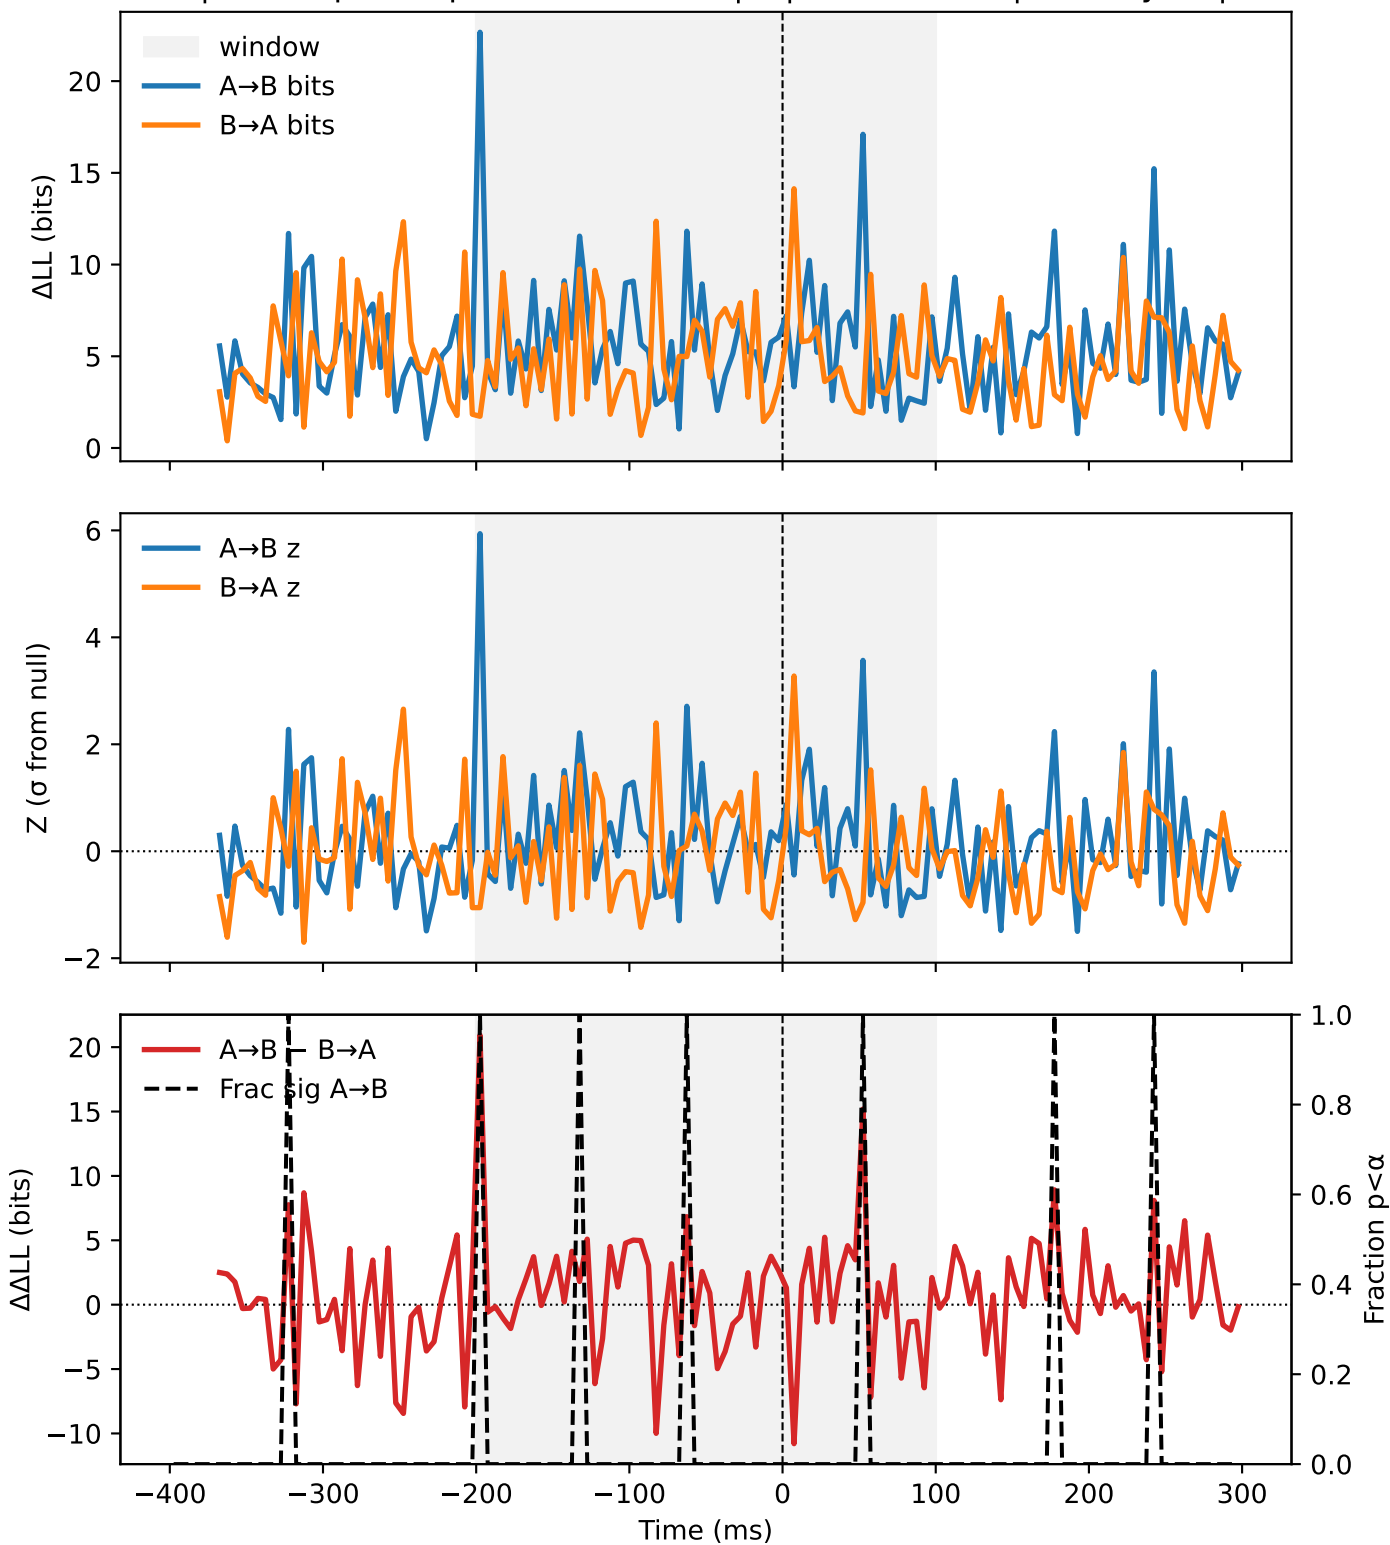 window
A→B bits
B→A bits
20
15
10
5
0
ΔLL (bits)
A→B z
B→A z
6
4
2
0
−2
Z (σ from null)
A→B − B→A
Frac sig A→B
20
15
10
5
0
−5
−10
ΔΔLL (bits)
1.0
0.8
0.6
0.4
0.2
0.0
Fraction p<α
−400 −300 −200 −100 0 100 200 300
Time (ms)